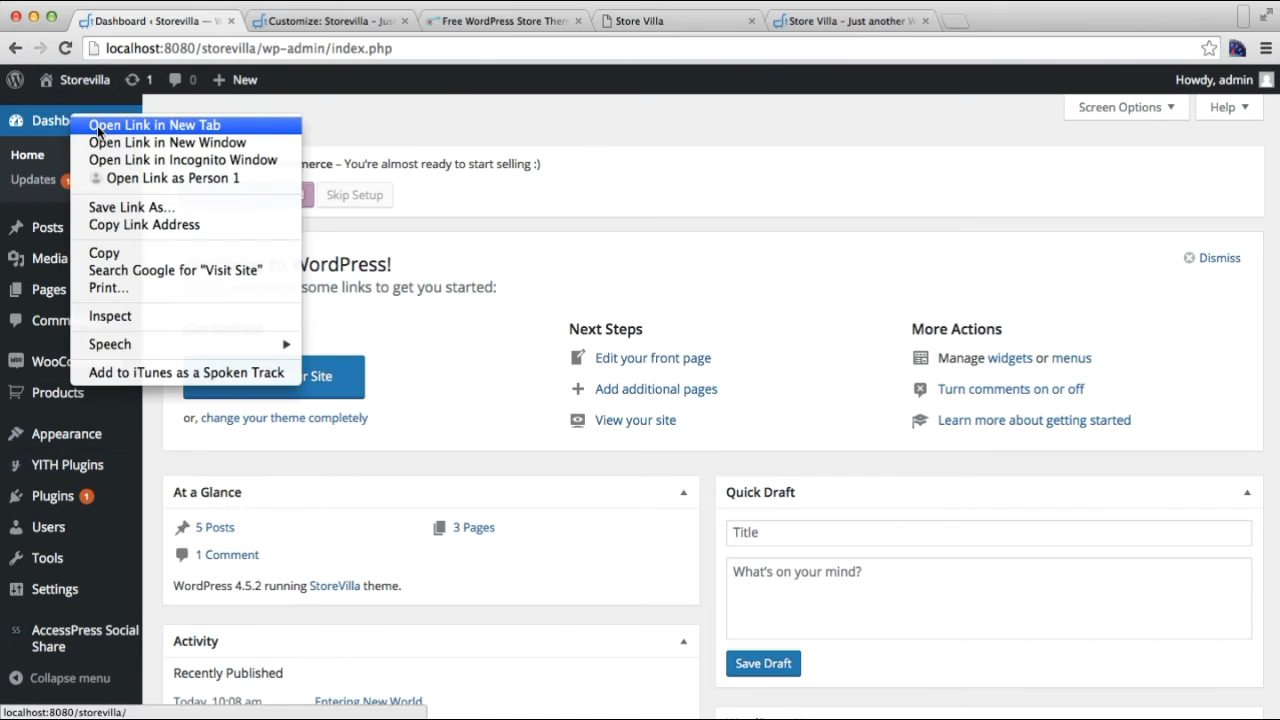 Dashboard ‹ Storevilla — W
Customize: Storevilla - Jus
Free WordPress Store Them
Store Villa
Store Villa - Just another W
localhost:8080/storevilla/wp-admin/index.php
Storevilla 1 0 New
Howdy, admin
Dashb
Home
Updates 1
Posts
Media
Pages
Comm
WooC
Products
Appearance
YITH Plugins
Plugins 1
Users
Tools
Settings
AccessPress Social
Share
Collapse menu
Open Link in New Tab
Open Link in New Window
Open Link in Incognito Window
Open Link as Person 1
Save Link As...
Copy Link Address
Copy
Search Google for "Visit Site"
Print...
Inspect
Speech
Add to iTunes as a Spoken Track
Screen Options
Help
merce – You're almost ready to start selling :)
Skip Setup
WordPress!
some links to get you started:
Dismiss
r Site
or, change your theme completely
Next Steps
Edit your front page
Add additional pages
View your site
More Actions
Manage widgets or menus
Turn comments on or off
Learn more about getting started
At a Glance
5 Posts
3 Pages
1 Comment
WordPress 4.5.2 running StoreVilla theme.
Activity
Recently Published
Today, 10:08 am Entering New World
Quick Draft
Title
What's on your mind?
Save Draft
localhost:8080/storevilla/